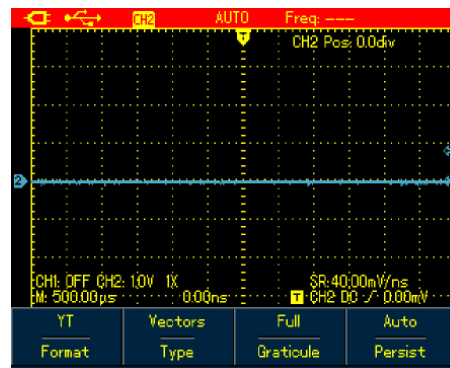 CH2 AUTO Freq: ----
T
CH2 Pos: 0.0div
2
CH1: OFF CH2: 1.0V 1X SR:40.00mV/ns
M: 500.00μs 0.00ns T CH2 DC 0.00mV
YT Vectors Full Auto
Format Type Graticule Persist